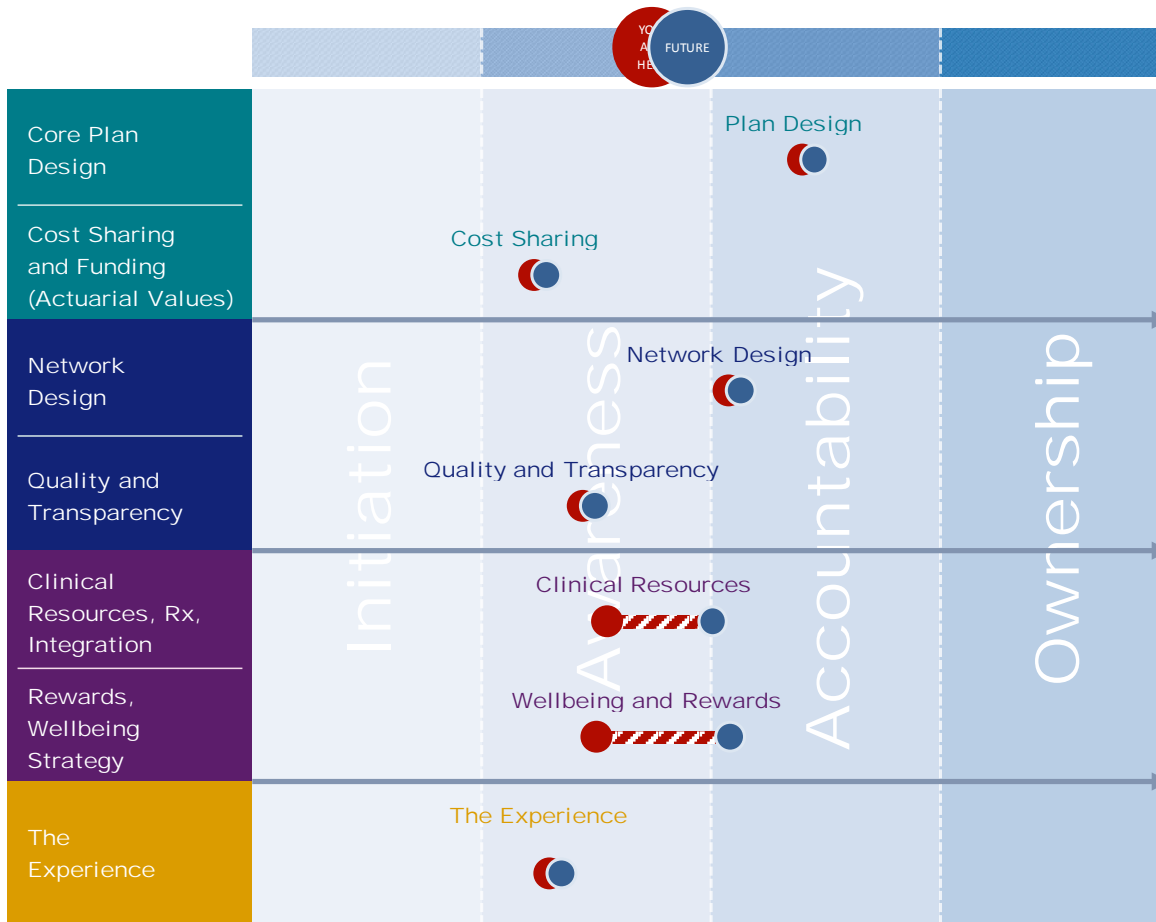 YO
A
HE
FUTURE
Core Plan
Design
Plan Design
Cost Sharing
and Funding
(Actuarial Values)
Cost Sharing
Network
Design
Network Design
Quality and
Transparency
Quality and Transparency
Clinical
Resources, Rx,
Integration
Clinical Resources
Rewards,
Wellbeing
Strategy
Wellbeing and Rewards
The
Experience
The Experience
Initiation
Awareness
Accountability
Ownership